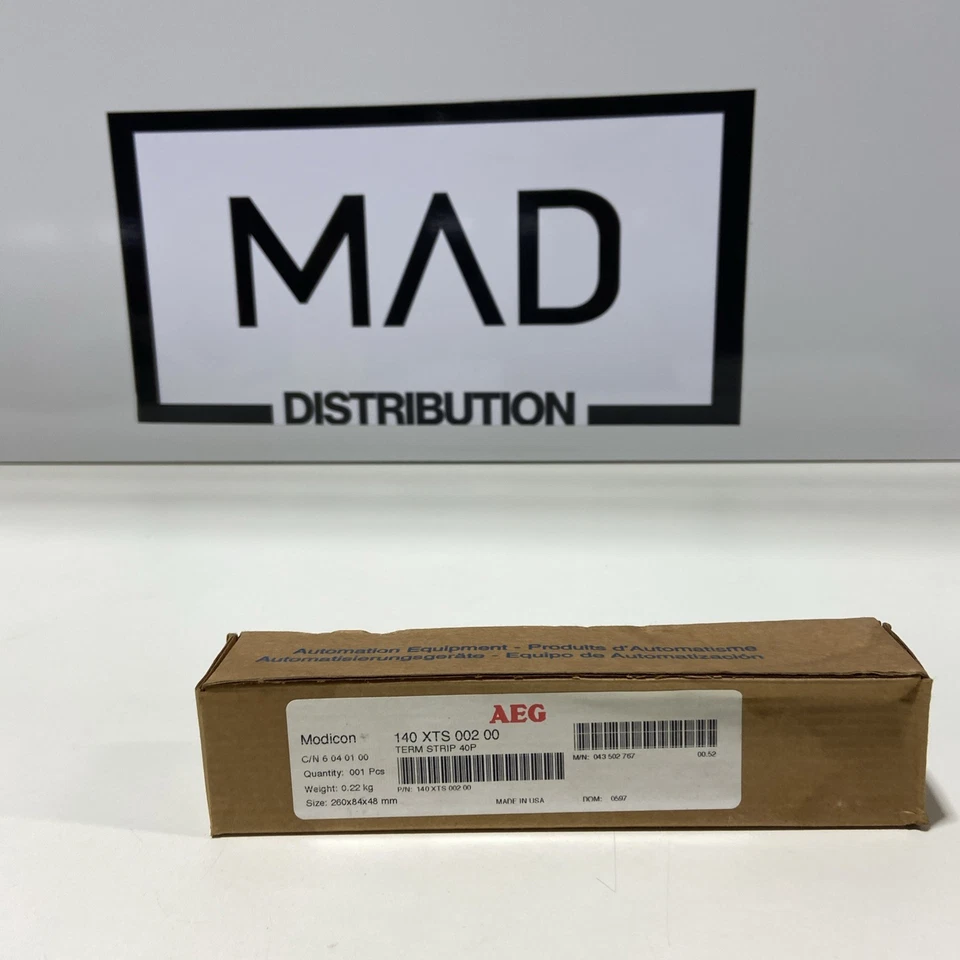 MAD
DISTRIBUTION
Automation Equipment - Produits d'Automatisme
Automatisierungsgeräte - Equipo de Automatización
AEG
Modicon 140 XTS 002 00
TERM STRIP 40P
C/N 6 04 01 00
M/N: 043 502 767 00.52
Quantity: 001 Pcs
Weight: 0.22 kg
P/N: 140 XTS 002 00
Size: 260x84x48 mm
MADE IN USA
DOM: 0597